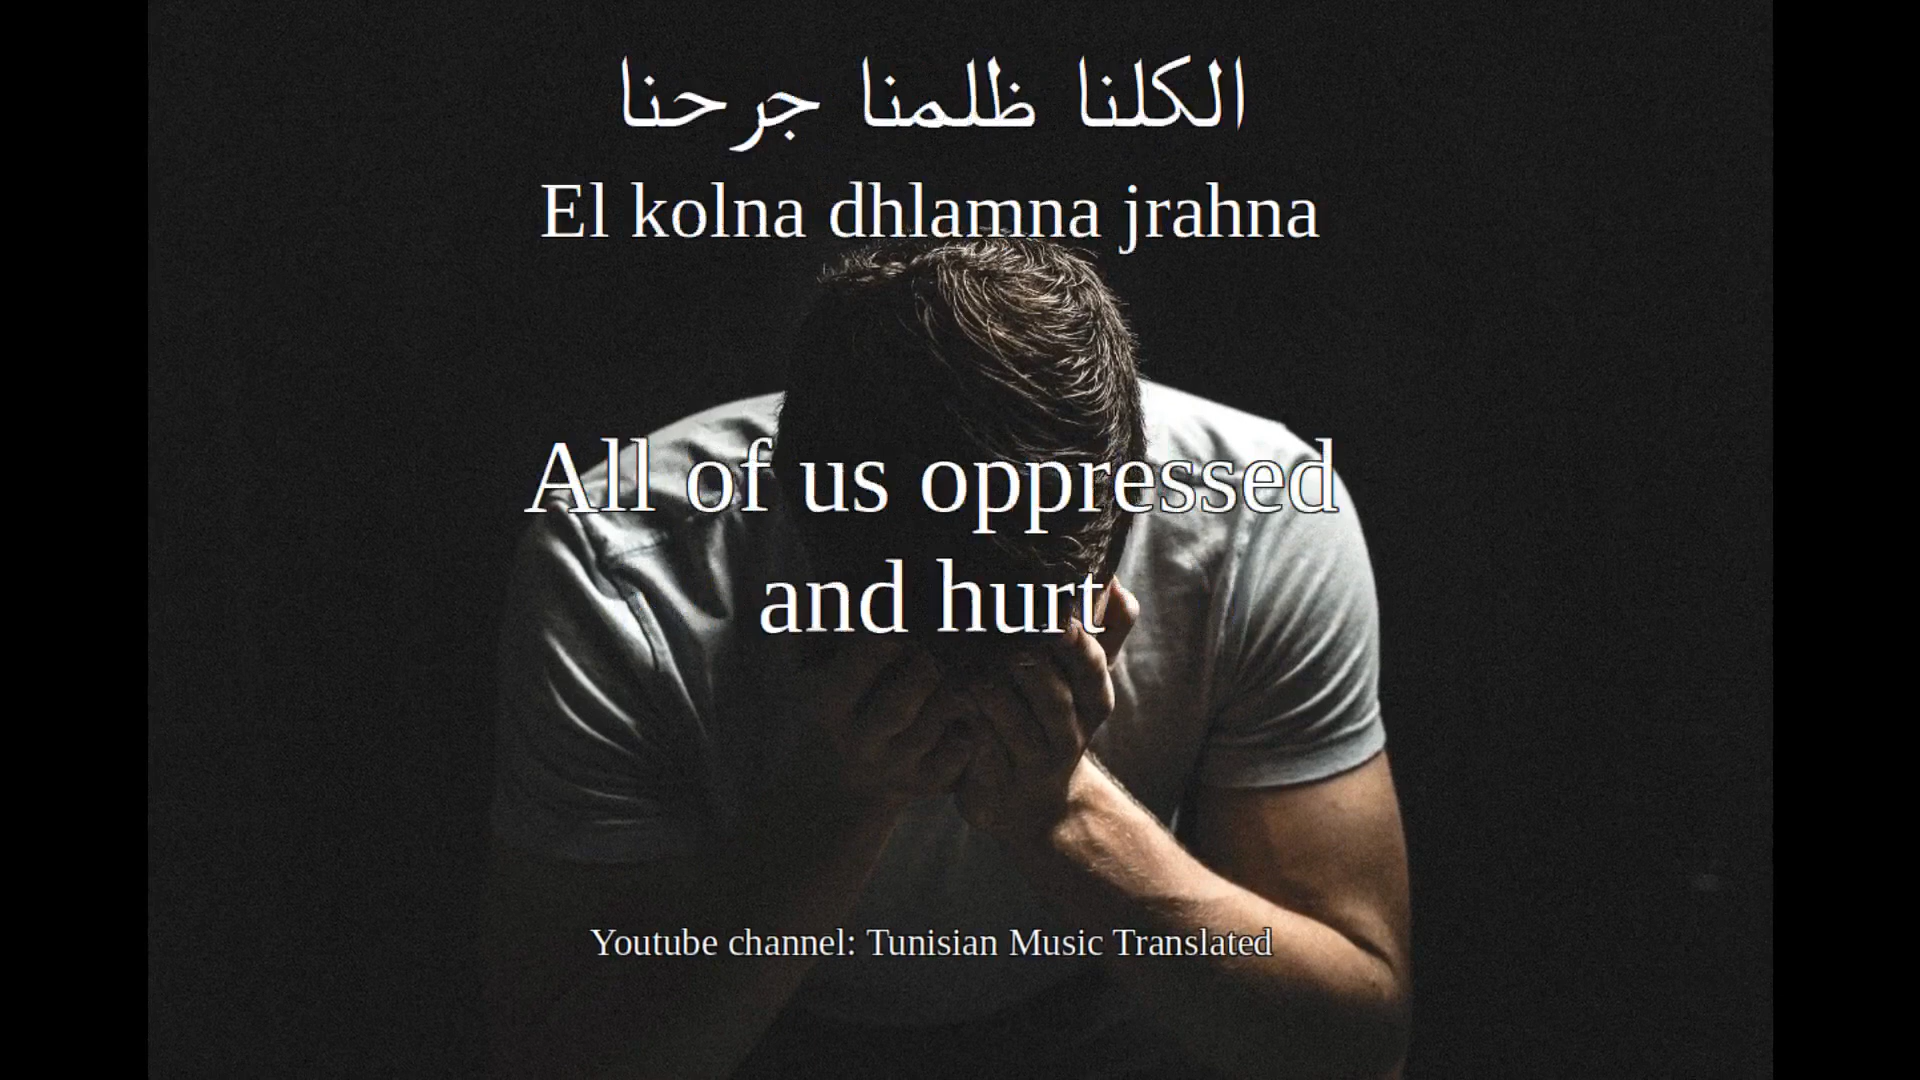 الكلنا ظلمنا جرحنا
El kolna dhlamna jrahna
All of us oppressed
and hurt
Youtube channel: Tunisian Music Translated